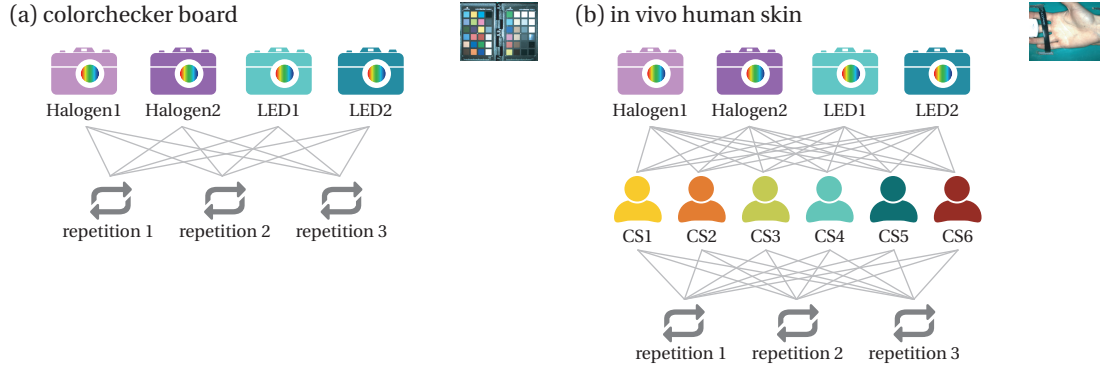 (a) colorchecker board
Halogen1 Halogen2 LED1 LED2
repetition 1 repetition 2 repetition 3
(b) in vivo human skin
Halogen1 Halogen2 LED1 LED2
CS1 CS2 CS3 CS4 CS5 CS6
repetition 1 repetition 2 repetition 3